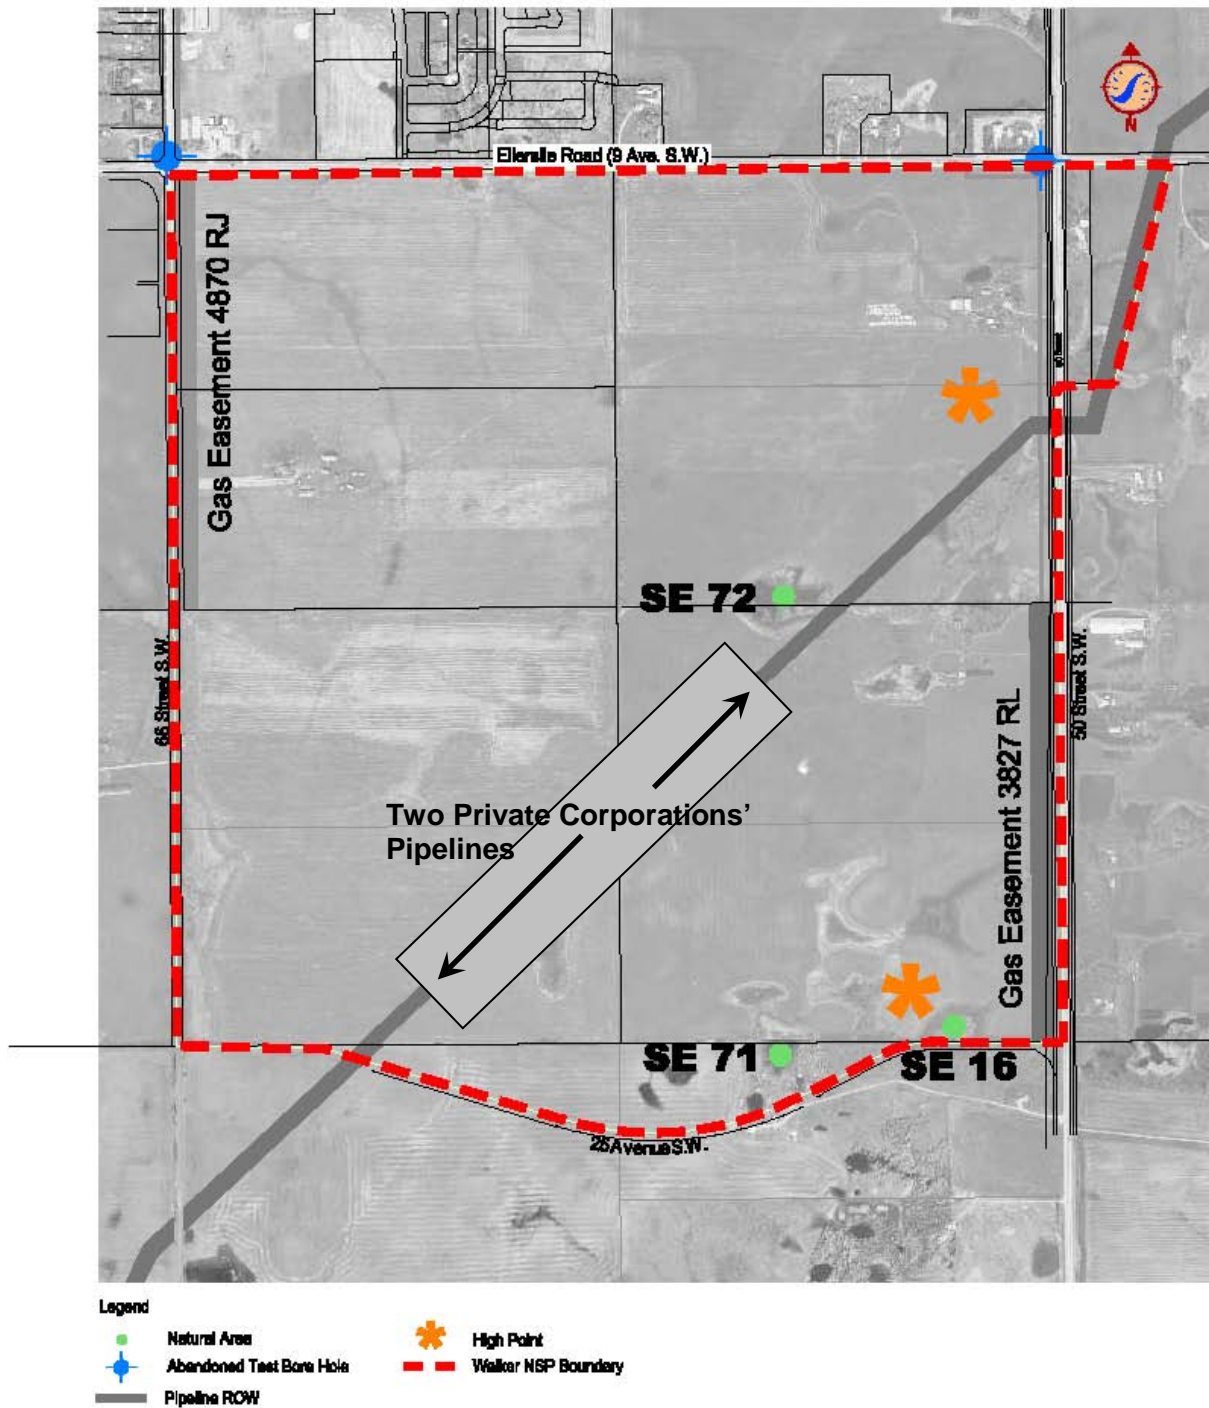 N
Ellerslie Road (9 Ave. S.W.)
Gas Easement 4870 RJ
50 Street
SE 72
66 Street S.W.
50 Street S.W.
Gas Easement 3827 RL
Two Private Corporations’
Pipelines
SE 71
SE 16
25 Avenue S.W.
Legend
Natural Area
High Point
Abandoned Test Bore Hole
Walker NSP Boundary
Pipeline ROW